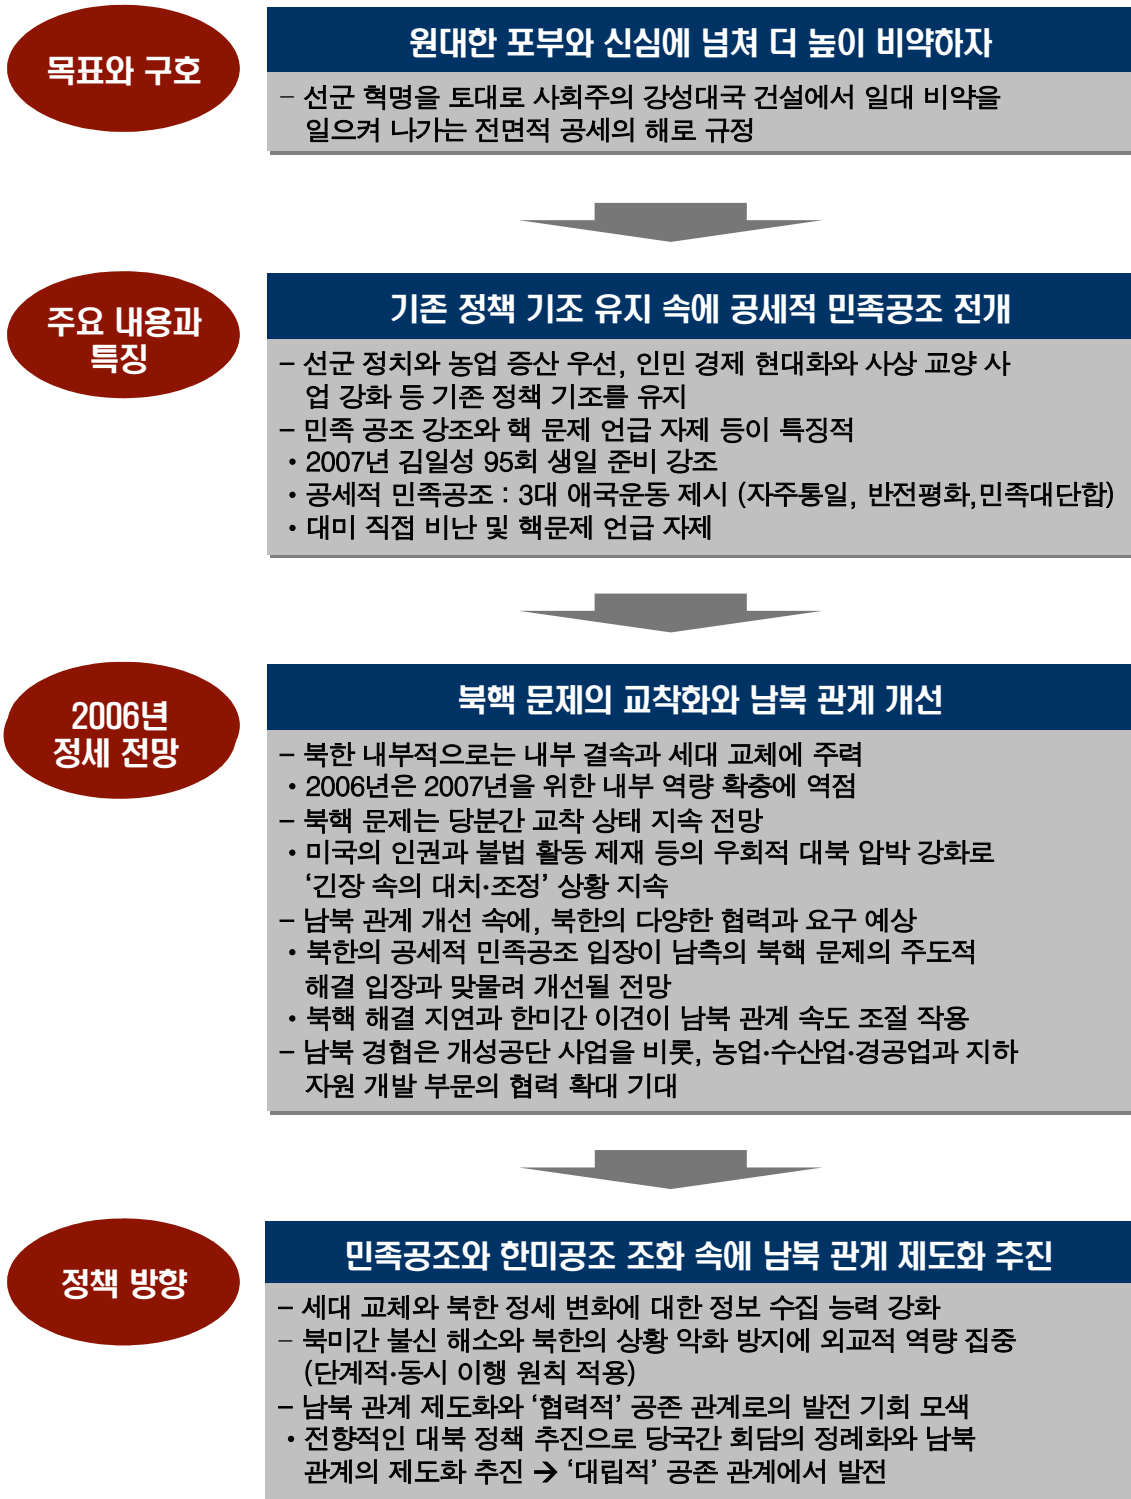 목표와 구호
원대한 포부와 신심에 넘쳐 더 높이 비약하자
– 선군 혁명을 토대로 사회주의 강성대국 건설에서 일대 비약을
일으켜 나가는 전면적 공세의 해로 규정
주요 내용과
특징
기존 정책 기조 유지 속에 공세적 민족공조 전개
– 선군 정치와 농업 증산 우선, 인민 경제 현대화와 사상 교양 사
업 강화 등 기존 정책 기조를 유지
– 민족 공조 강조와 핵 문제 언급 자제 등이 특징적
• 2007년 김일성 95회 생일 준비 강조
• 공세적 민족공조 : 3대 애국운동 제시 (자주통일, 반전평화,민족대단합)
• 대미 직접 비난 및 핵문제 언급 자제
2006년
정세 전망
북핵 문제의 교착화와 남북 관계 개선
– 북한 내부적으로는 내부 결속과 세대 교체에 주력
• 2006년은 2007년을 위한 내부 역량 확충에 역점
– 북핵 문제는 당분간 교착 상태 지속 전망
• 미국의 인권과 불법 활동 제재 등의 우회적 대북 압박 강화로
‘긴장 속의 대치·조정’ 상황 지속
– 남북 관계 개선 속에, 북한의 다양한 협력과 요구 예상
• 북한의 공세적 민족공조 입장이 남측의 북핵 문제의 주도적
해결 입장과 맞물려 개선될 전망
• 북핵 해결 지연과 한미간 이견이 남북 관계 속도 조절 작용
– 남북 경협은 개성공단 사업을 비롯, 농업·수산업·경공업과 지하
자원 개발 부문의 협력 확대 기대
정책 방향
민족공조와 한미공조 조화 속에 남북 관계 제도화 추진
– 세대 교체와 북한 정세 변화에 대한 정보 수집 능력 강화
– 북미간 불신 해소와 북한의 상황 악화 방지에 외교적 역량 집중
(단계적·동시 이행 원칙 적용)
– 남북 관계 제도화와 ‘협력적’ 공존 관계로의 발전 기회 모색
• 전향적인 대북 정책 추진으로 당국간 회담의 정례화와 남북
관계의 제도화 추진 → ‘대립적’ 공존 관계에서 발전